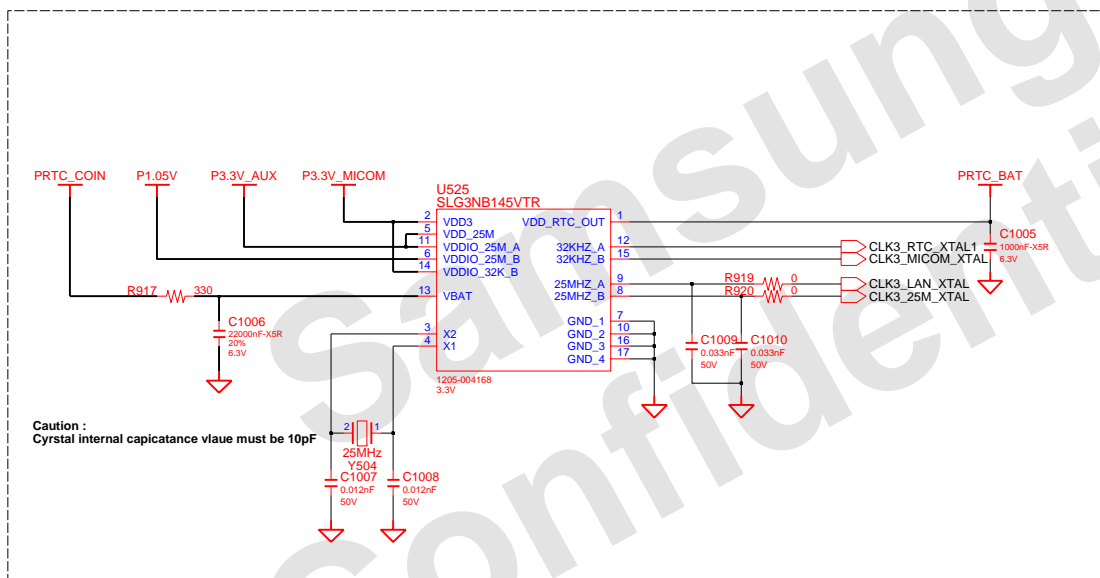 Samsung
Confidenti
PRTC_COIN
P1.05V
P3.3V_AUX
P3.3V_MICOM
PRTC_BAT
U525
SLG3NB145VTR
2 VDD3
5 VDD_25M
11 VDDIO_25M_A
6 VDDIO_25M_B
14 VDDIO_32K_B
13 VBAT
3 X2
4 X1
VDD_RTC_OUT 1
32KHZ_A 12
32KHZ_B 15
25MHZ_A 9
25MHZ_B 8
GND_1 7
GND_2 10
GND_3 16
GND_4 17
1205-004168
3.3V
CLK3_RTC_XTAL1
CLK3_MICOM_XTAL
R919 0
CLK3_LAN_XTAL
R920 0
CLK3_25M_XTAL
C1005
1000nF-X5R
6.3V
R917 330
C1006
22000nF-X5R
20%
6.3V
C1009
0.033nF
50V
C1010
0.033nF
50V
Caution :
Cyrstal internal capicatance vlaue must be 10pF
2 1
25MHz
Y504
C1007
0.012nF
50V
C1008
0.012nF
50V